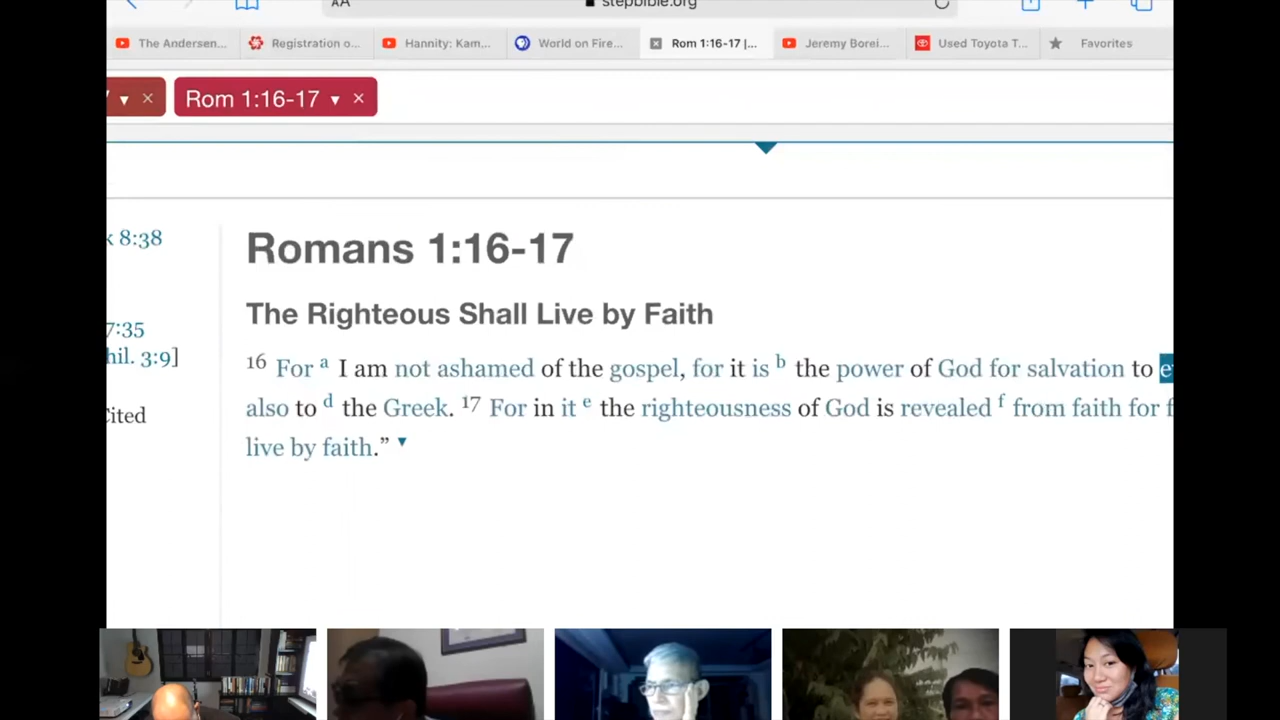 AA stepbible.org
The Andersen... Registration o... Hannity: Kam... World on Fire... Rom 1:16-17 |... Jeremy Borei... Used Toyota T... Favorites
Rom 1:16-17
8:38
Romans 1:16-17
The Righteous Shall Live by Faith
7:35
3:9]
16 For a I am not ashamed of the gospel, for it is b the power of God for salvation to
also to d the Greek. 17 For in it e the righteousness of God is revealed f from faith for
live by faith.”